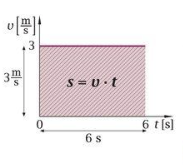 υ [m/s]
3
3 m/s
s = υ · t
0
6
t [s]
6 s